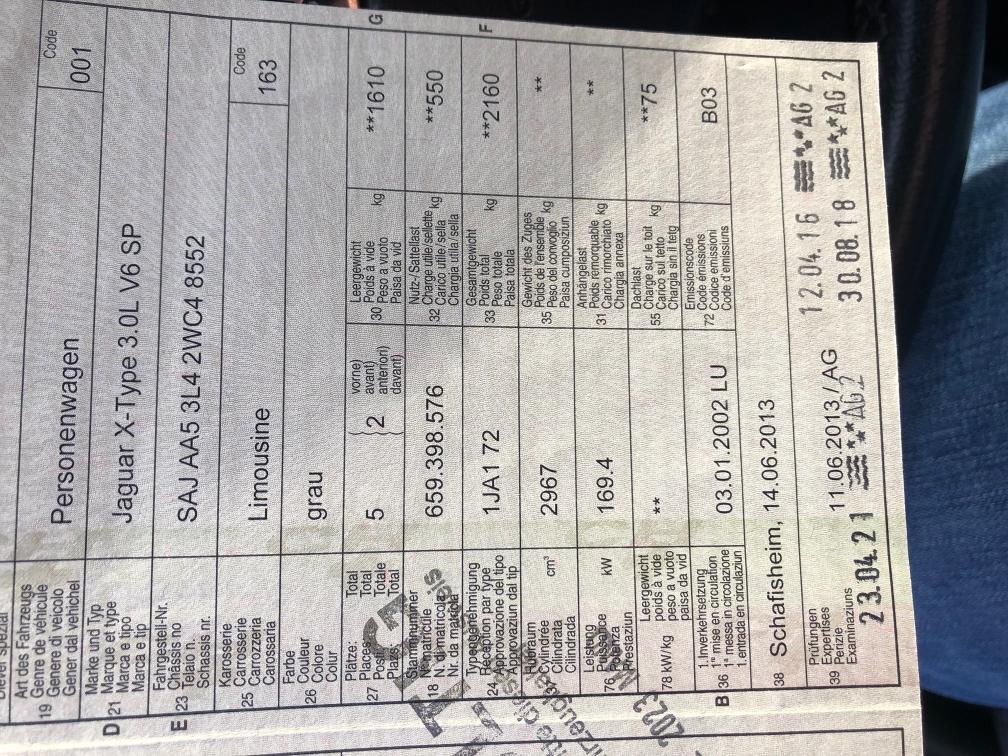 Art des Fahrzeugs
19 Genre de véhicule
Genere di veicolo
Gener dal vehichel
Personenwagen
Code
001
Marke und Typ
D 21 Marque et type
Marca e tipo
Marca e tip
Jaguar X-Type 3.0L V6 SP
Fahrgestell-Nr.
E 23 Châssis no
Telaio n.
Schassis nr.
SAJ AA5 3L4 2WC4 8552
Karosserie
25 Carrosserie
Carrozzeria
Carossaria
Limousine
Code
163
Farbe
26 Couleur
Colore
Colur
grau
Plätze: Total
27 Places Total
Posti Totale
Plazs Total
5
2
vorne)
avant)
anteriori)
davant)
Leergewicht
30 Poids à vide kg
Peso a vuoto
Paisa da vid
**1610
G
Stammnummer
18 N° matricule
N. di matricola
Nr. da matricla
659.398.576
Nutz-/Sattellast
32 Charge utile/sellette kg
Carico utile/sella
Chargia utila/sella
**550
Typengenehmigung
24 Réception par type
Approvazione del tipo
Approvaziun dal tip
1JA1 72
Gesamtgewicht
33 Poids total kg
Peso totale
Paisa totala
**2160
F
Hubraum
Cylindrée cm³
Cilindrata
Cilindrada
2967
Gewicht des Zuges
35 Poids de l'ensemble kg
Peso del convoglio
Paisa cumposiziun
**
Leistung
76 Puissance kW
Potenza
Prestaziun
169.4
Anhängelast
31 Poids remorquable kg
Carico rimorchiato
Chargia annexa
**
Leergewicht
78 kW/kg poids à vide
peso a vuoto
paisa da vid
**
Dachlast
55 Charge sur le toit kg
Carico sul tetto
Chargia sin il tetg
**75
1. Inverkehrsetzung
B 36 1re mise en circulation
1a messa in circolazione
1. entrada en circulaziun
03.01.2002 LU
Emissionscode
72 Code émissions
Codice emissioni
Code d'emissiuns
B03
38 Schafisheim, 14.06.2013
Prüfungen
39 Expertises
Perizie
Examinaziuns
11.06.2013 / AG
12.04.16 AG 2
23.04.21 AG 2
30.08.18 AG 2
2023